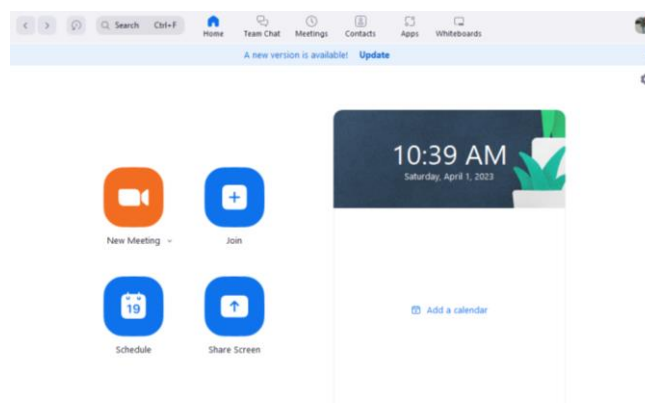 Search Ctrl+F
Home
Team Chat
Meetings
Contacts
Apps
Whiteboards
A new version is available! Update
10:39 AM
Saturday, April 1, 2023
New Meeting
Join
19
Schedule
Share Screen
Add a calendar